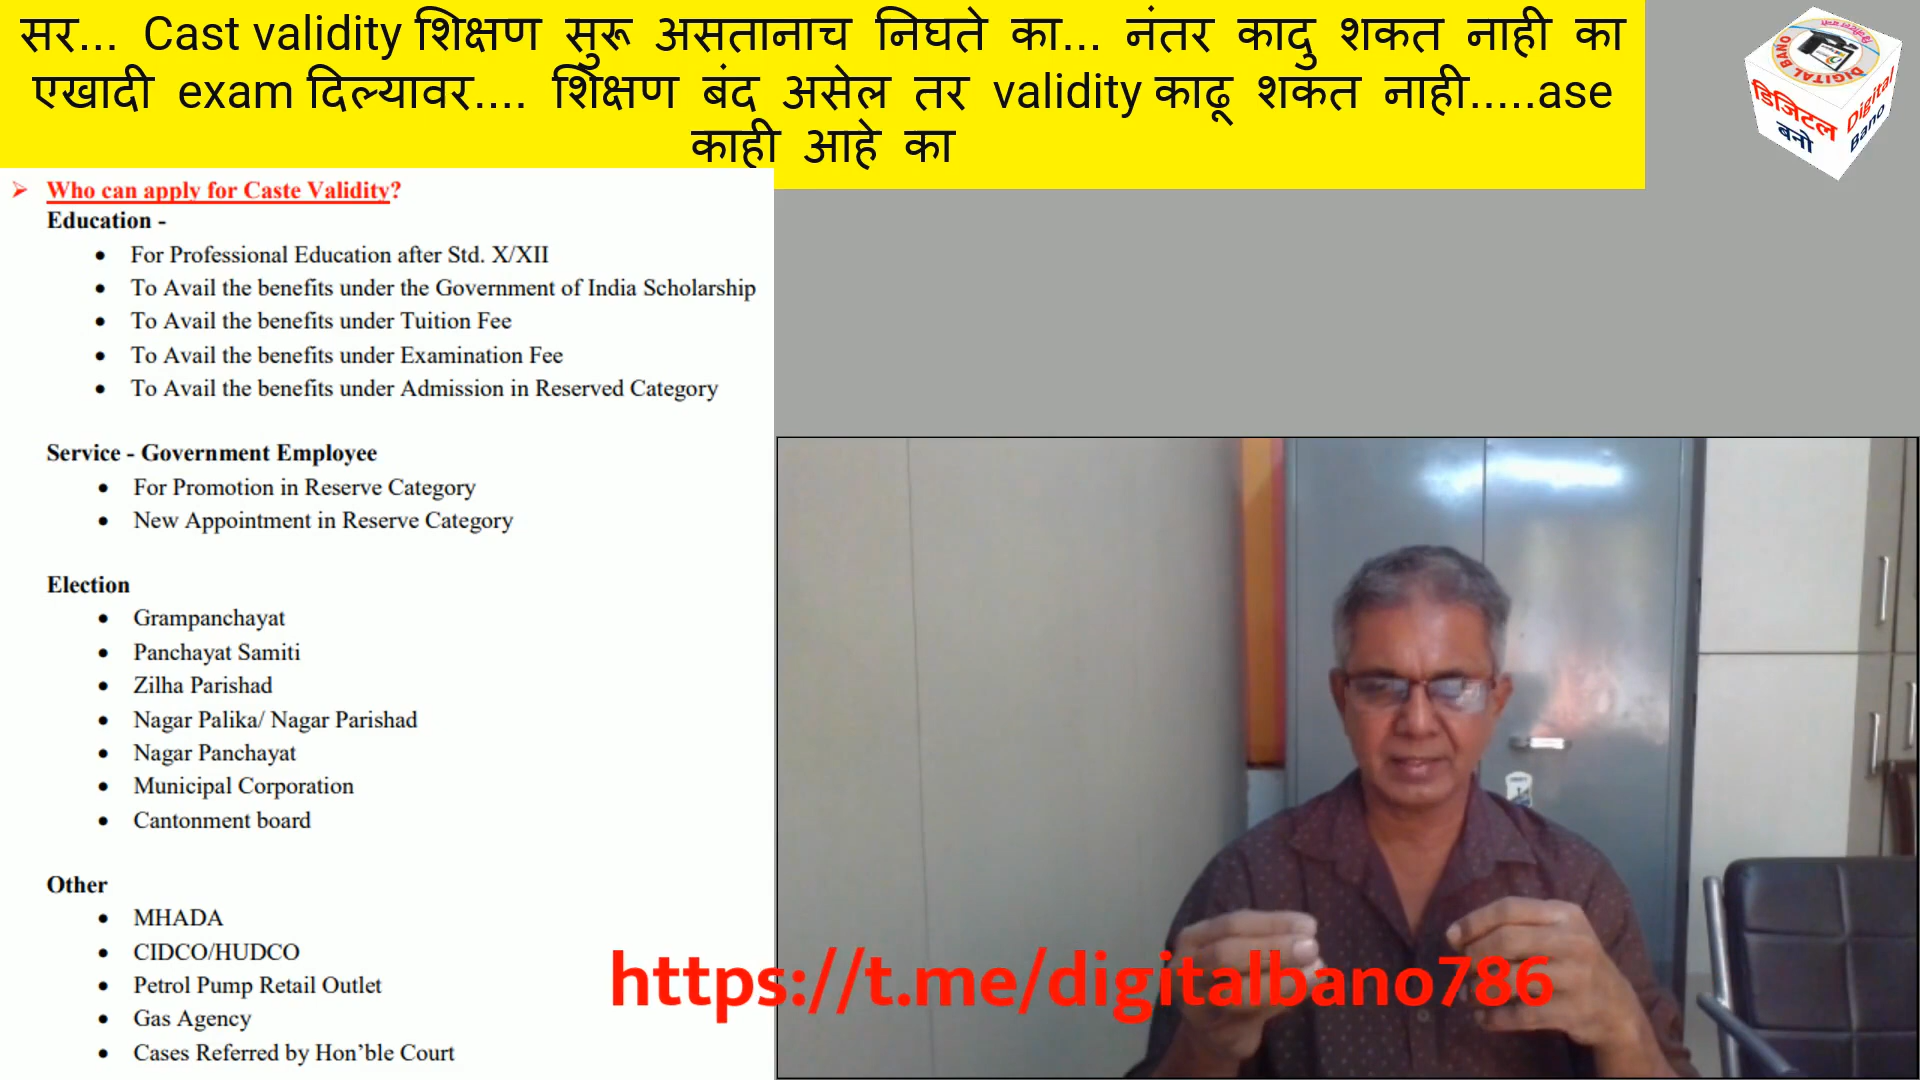 सर... Cast validity शिक्षण सुरू असतानाच निघते का... नंतर कादु शकत नाही का
एखादी exam दिल्यावर.... शिक्षण बंद असेल तर validity काढू शकत नाही.....ase
काही आहे का
DIGITAL BANO
डिजिटल
बनो
Digital
Bano
➢ Who can apply for Caste Validity?
Education -
• For Professional Education after Std. X/XII
• To Avail the benefits under the Government of India Scholarship
• To Avail the benefits under Tuition Fee
• To Avail the benefits under Examination Fee
• To Avail the benefits under Admission in Reserved Category
Service - Government Employee
• For Promotion in Reserve Category
• New Appointment in Reserve Category
Election
• Grampanchayat
• Panchayat Samiti
• Zilha Parishad
• Nagar Palika/ Nagar Parishad
• Nagar Panchayat
• Municipal Corporation
• Cantonment board
Other
• MHADA
• CIDCO/HUDCO
• Petrol Pump Retail Outlet
• Gas Agency
• Cases Referred by Hon’ble Court
https://t.me/digitalbano786